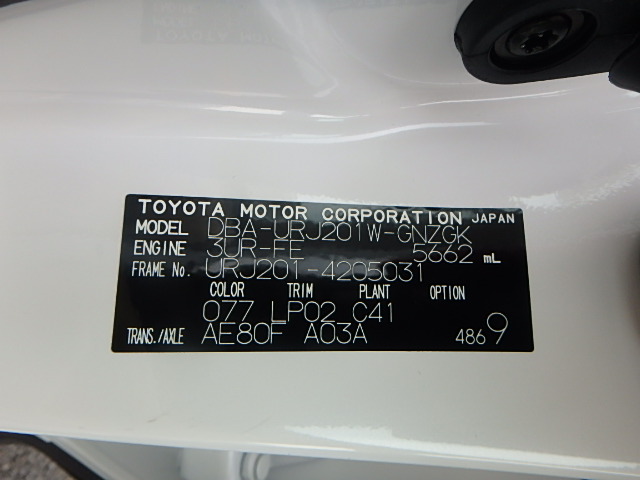 TOYOTA MOTOR CORPORATION JAPAN
MODEL DBA-URJ201W-GNZGK
ENGINE 3UR-FE 5662 mL
FRAME No. URJ201-4205031
COLOR TRIM PLANT OPTION
077 LP02 C41
TRANS./AXLE AE80F A03A 4869